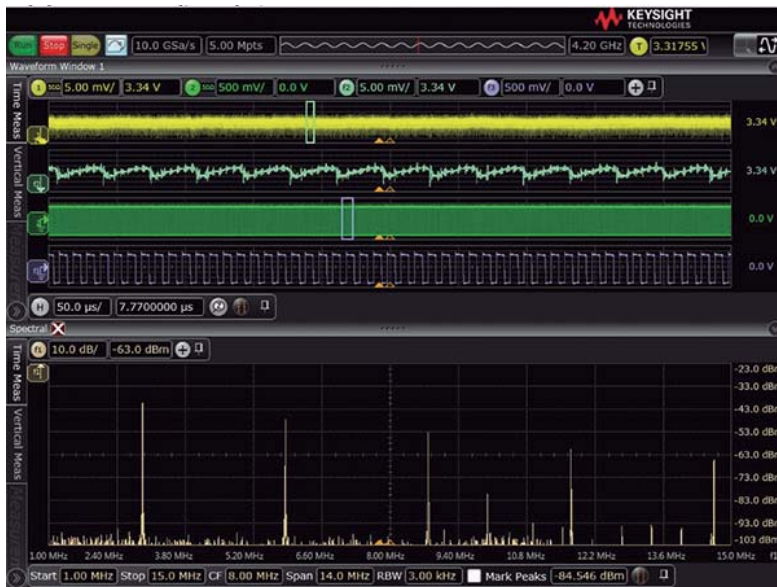 KEYSIGHT
TECHNOLOGIES
Run Stop Single 10.0 GSa/s 5.00 Mpts 4.20 GHz T 3.31755 V
Waveform Window 1
1 50Ω 5.00 mV/ 3.34 V 2 50Ω 500 mV/ 0.0 V f2 5.00 mV/ 3.34 V f3 500 mV/ 0.0 V
Time Meas
Vertical Meas
3.34 V
3.34 V
0.0 V
0.0 V
H 50.0 µs/ 7.7700000 µs
Spectral
f1 10.0 dB/ -63.0 dBm
Time Meas
Vertical Meas
-23.0 dBm
-33.0 dBm
-43.0 dBm
-53.0 dBm
-63.0 dBm
-73.0 dBm
-83.0 dBm
-93.0 dBm
-103 dBm
1.00 MHz 2.40 MHz 3.80 MHz 5.20 MHz 6.60 MHz 8.00 MHz 9.40 MHz 10.8 MHz 12.2 MHz 13.6 MHz 15.0 MHz f1
Start 1.00 MHz Stop 15.0 MHz CF 8.00 MHz Span 14.0 MHz RBW 3.00 kHz Mark Peaks -84.546 dBm